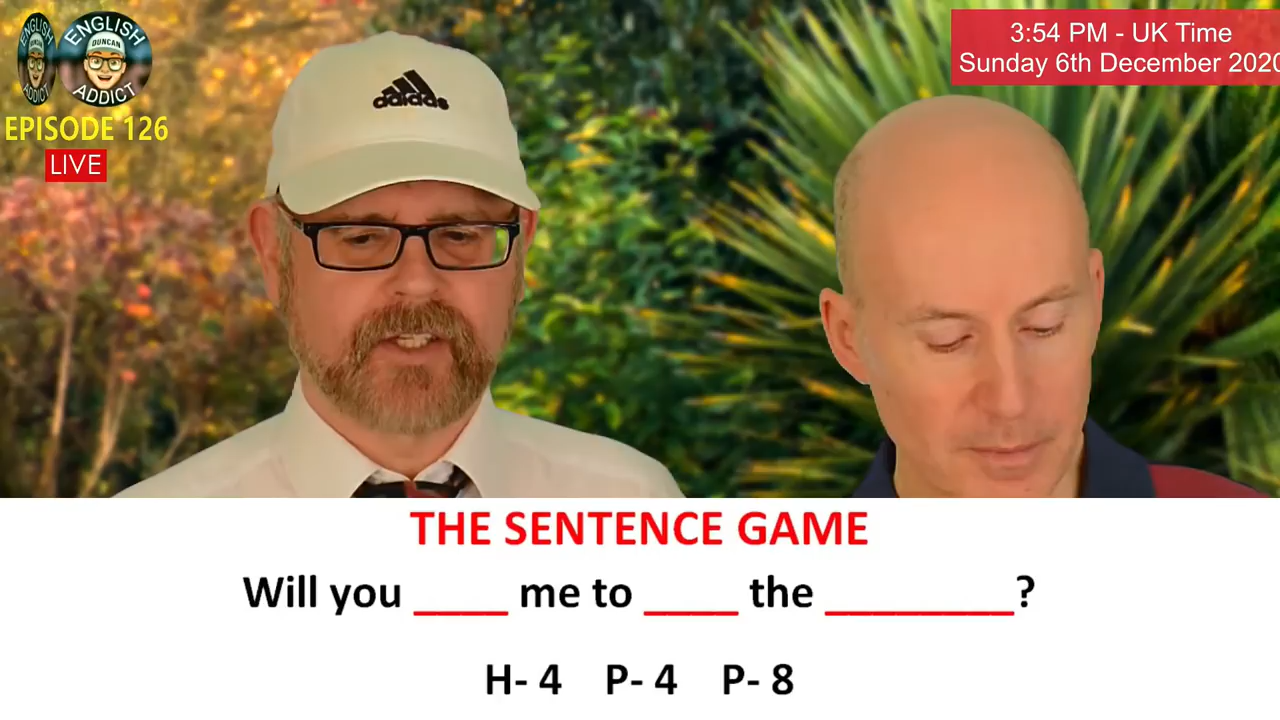 ENGLISH
DUNCAN
ADDICT
ENGLISH
DUNCAN
ADDICT
EPISODE 126
LIVE
adidas
3:54 PM - UK Time
Sunday 6th December 2020
THE SENTENCE GAME
Will you ____ me to ____ the ________?
H- 4 P- 4 P- 8